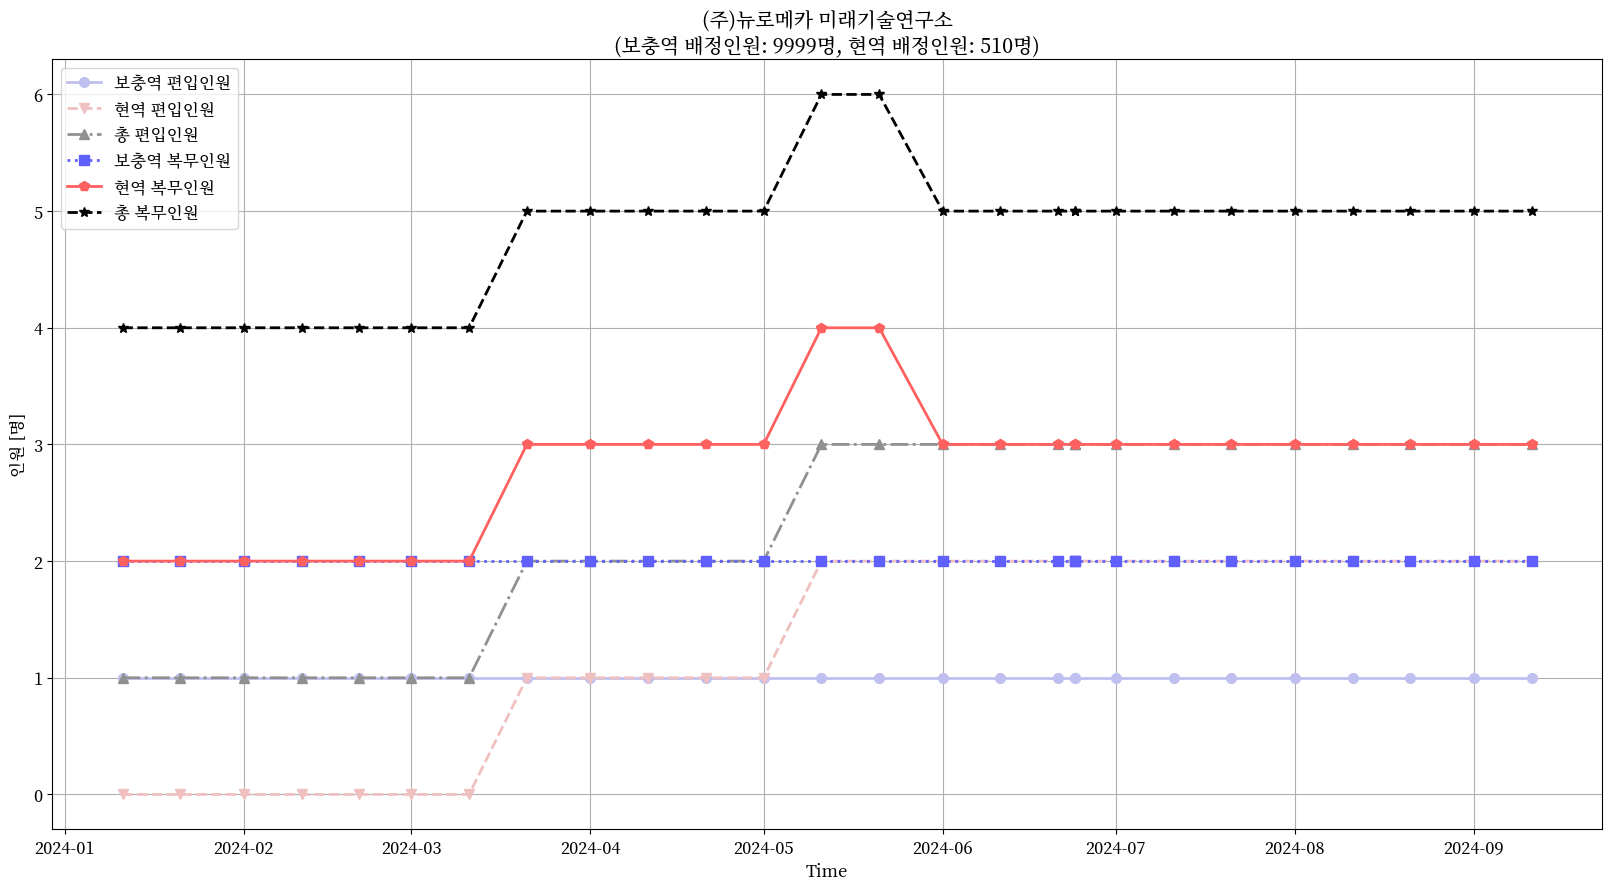 (주)뉴로메카 미래기술연구소
(보충역 배정인원: 9999명, 현역 배정인원: 510명)
보충역 편입인원
현역 편입인원
총 편입인원
보충역 복무인원
현역 복무인원
총 복무인원
인원 [명]
6
5
4
3
2
1
0
2024-01 2024-02 2024-03 2024-04 2024-05 2024-06 2024-07 2024-08 2024-09
Time